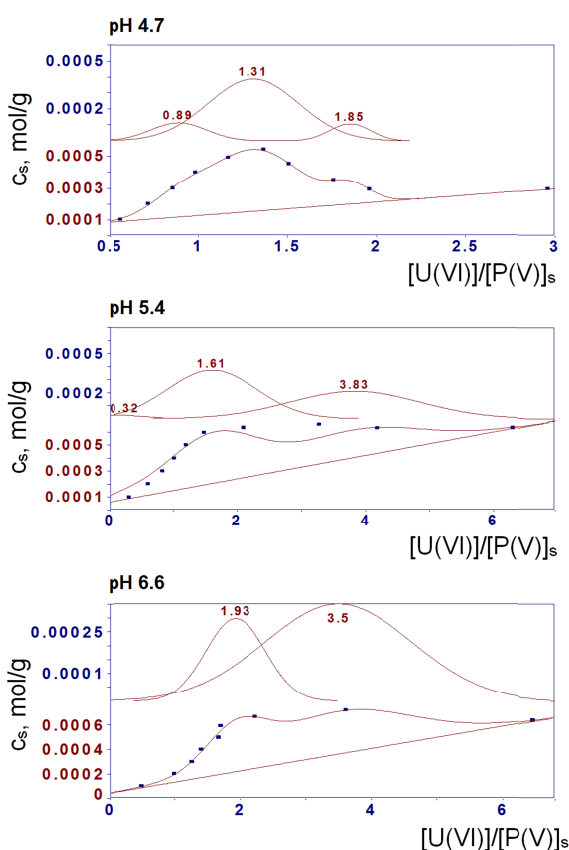 pH 4.7
0.0005
1.31
0.0002
0.89
1.85
0.0005
0.0003
0.0001
cs, mol/g
0.5 1 1.5 2 2.5 3
[U(VI)]/[P(V)]s
pH 5.4
0.0005
1.61
0.0002
3.83
0.32
0.0005
0.0003
0.0001
cs, mol/g
0 2 4 6
[U(VI)]/[P(V)]s
pH 6.6
1.93
3.5
0.00025
0.0001
0.0006
0.0004
0.0002
0
cs, mol/g
0 2 4 6
[U(VI)]/[P(V)]s